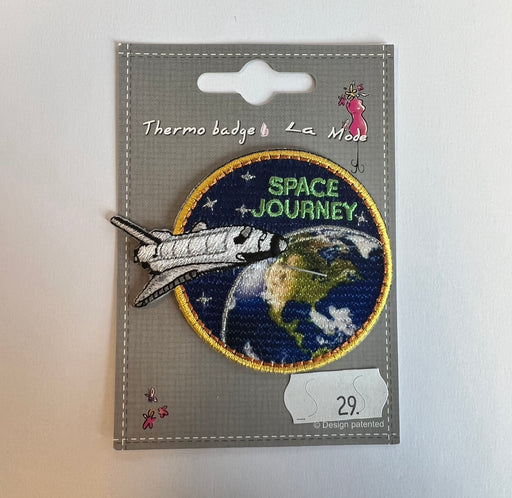 Thermo badge La Mode
SPACE
JOURNEY
29.
© Design patented